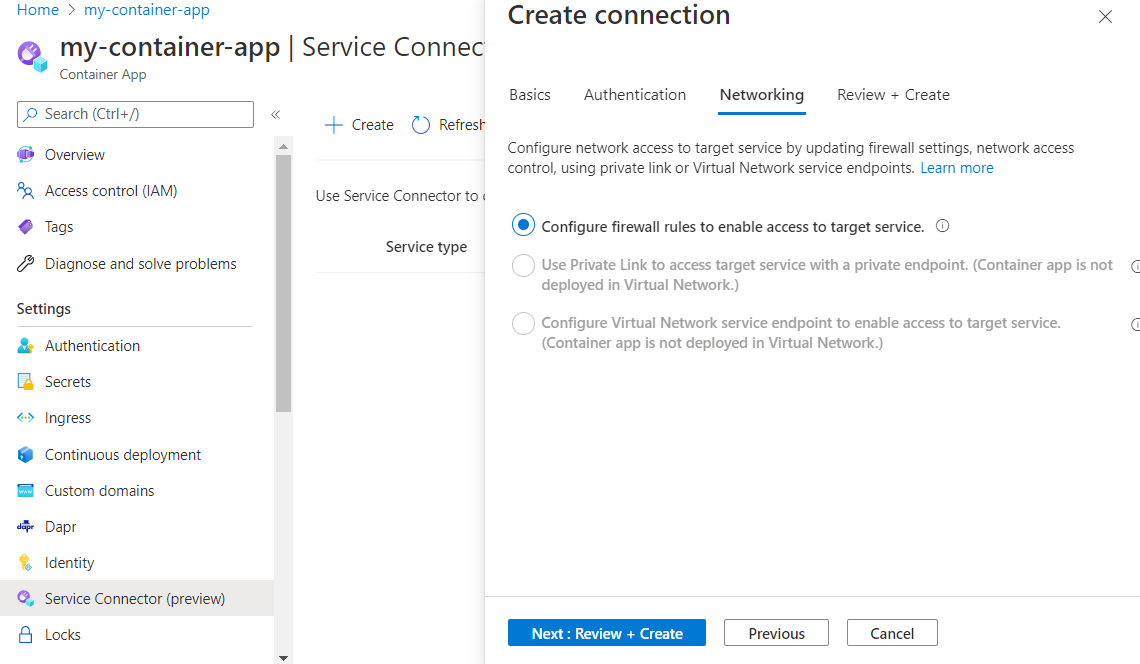 Home > my-container-app
my-container-app | Service Connect
Container App
Search (Ctrl+/)
«
Overview
Access control (IAM)
Tags
Diagnose and solve problems
Settings
Authentication
Secrets
Ingress
Continuous deployment
Custom domains
Dapr
Identity
Service Connector (preview)
Locks
Create
Refresh
Use Service Connector to
Service type
Create connection
Basics
Authentication
Networking
Review + Create
Configure network access to target service by updating firewall settings, network access
control, using private link or Virtual Network service endpoints. Learn more
Configure firewall rules to enable access to target service.
Use Private Link to access target service with a private endpoint. (Container app is not
deployed in Virtual Network.)
Configure Virtual Network service endpoint to enable access to target service.
(Container app is not deployed in Virtual Network.)
Next : Review + Create
Previous
Cancel